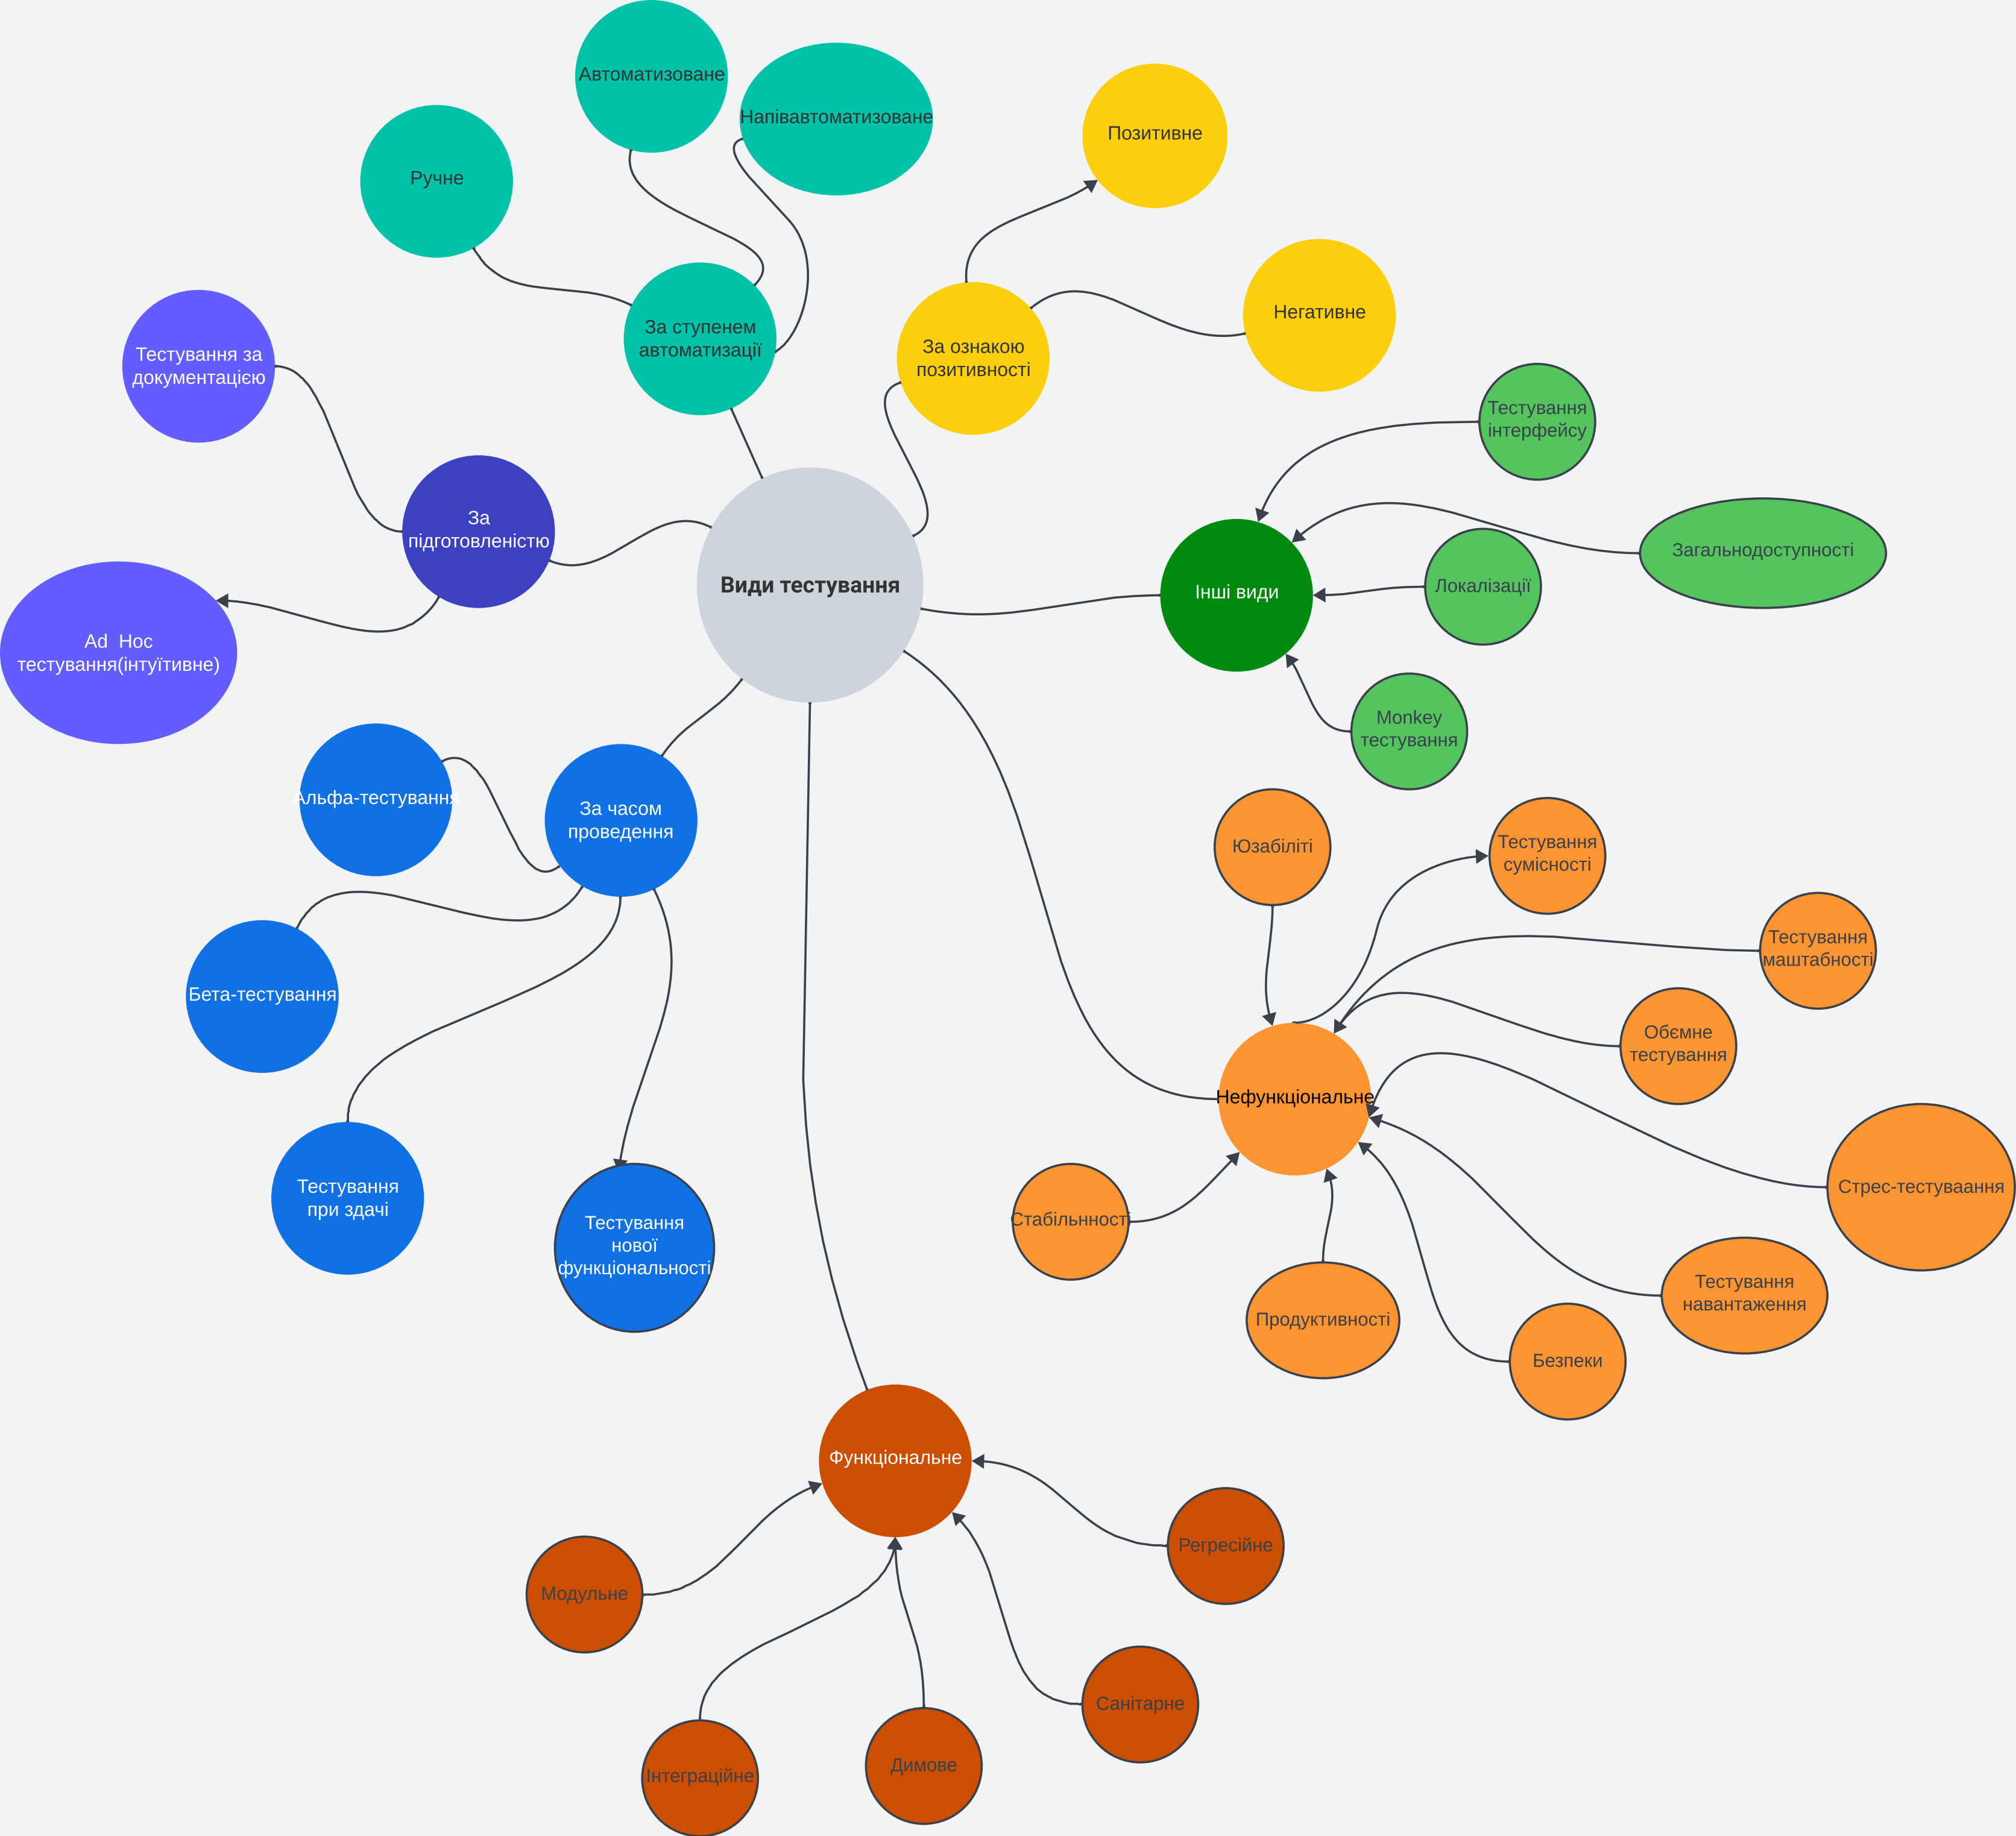 Автоматизоване
Напівавтоматизоване
Ручне
За ступенем
автоматизації
Позитивне
Негативне
За ознакою
позитивності
Тестування за
документацією
За
підготовленістю
Ad  Hoc
тестування(інтуїтивне)
Види тестування
Інші види
Тестування
інтерфейсу
Загальнодоступності
Локалізації
Monkey
тестування
За часом
проведення
Альфа-тестування
Бета-тестування
Тестування
при здачі
Тестування
нової
функціональності
Нефункціональне
Юзабіліті
Тестування
сумісності
Тестування
маштабності
Обємне
тестування
Стрес-тестуваання
Тестування
навантаження
Безпеки
Продуктивності
Стабільнності
Функціональне
Модульне
Інтеграційне
Димове
Санітарне
Регресійне